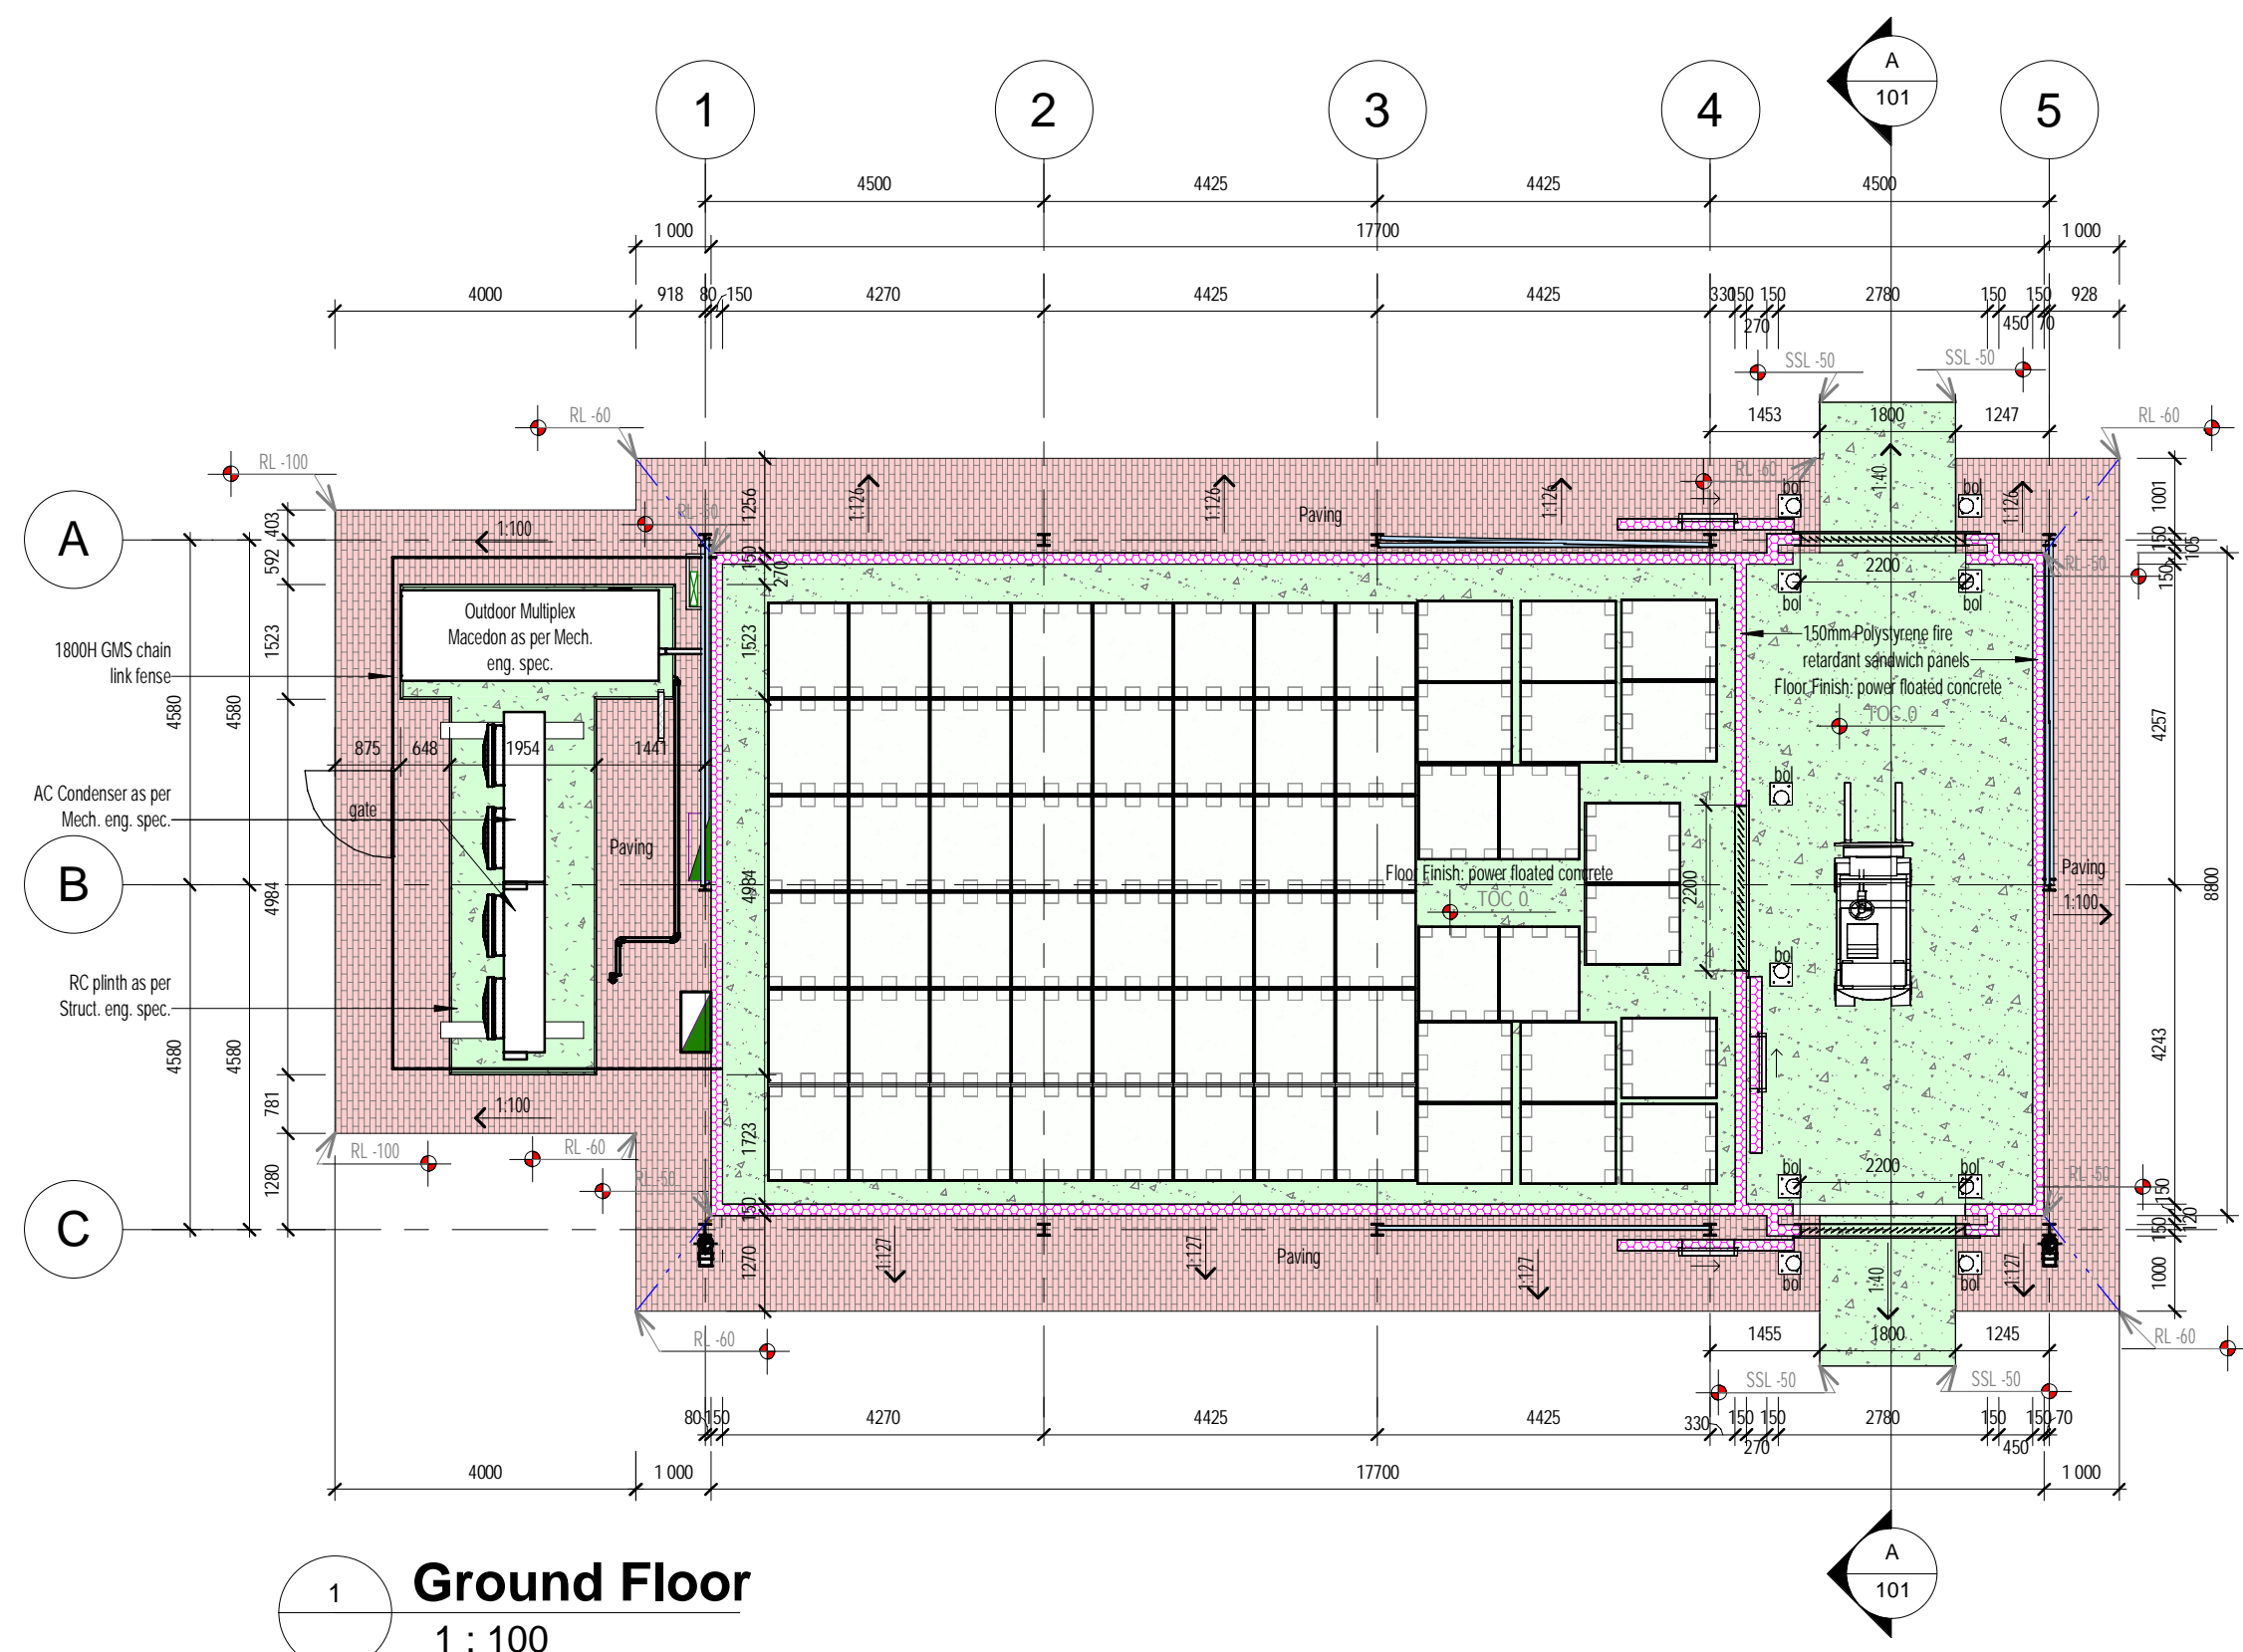 1 2 3 4 5
A
101
4500 4425 4425 4500
1 000 17700 1 000
4000 918 80 150 4270 4425 4425 330 150 150 2780 150 150 928
270 450 70
SSL -50 SSL -50
RL -60 1453 1800 1247 RL -60
RL -100 RL -60
1:40
bol bol
403 1256 1:126 1:126 1:126 1:126 1001
Paving
RL -50
1:100
A
150 150 105
592 270 2200 150 RL -50
bol bol
Outdoor Multiplex
Macedon as per Mech.
eng. spec.
1523 1523
150mm Polystyrene fire
retardant sandwich panels
1800H GMS chain
link fense
Floor Finish: power floated concrete
TOC 0
4580 4580 4257
875 648 1954 1441
bol
AC Condenser as per
Mech. eng. spec.
gate
Paving
B
4984 4984
Floor Finish: power floated concrete
TOC 0
2200
Paving
8800
1:100
bol
RC plinth as per
Struct. eng. spec.
4580 4580 4243
781 1:100
1723
RL -100 RL -60
RL -50
bol 2200 bol RL -50
1280 150 150
C
150 120
1270 1:127 1:127 Paving 1:127 1:40 1:127 1000
bol bol
RL -60 1455 1800 1245 RL -60
SSL -50 SSL -50
80 150 4270 4425 4425 330 150 150 2780 150 150 70
270 450
4000 1 000 17700 1 000
A
101
1 Ground Floor
1 : 100